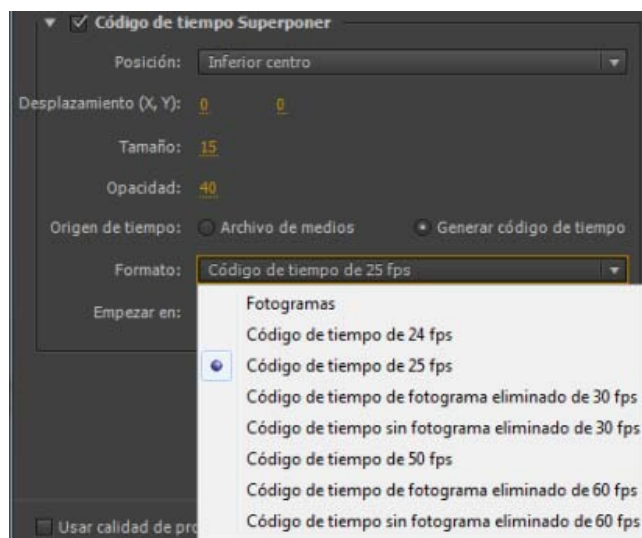 Código de tiempo Superponer
Posición: Inferior centro
Desplazamiento (X, Y): 0 0
Tamaño: 15
Opacidad: 40
Origen de tiempo: Archivo de medios Generar código de tiempo
Formato: Código de tiempo de 25 fps
Empezar en:
Fotogramas
Código de tiempo de 24 fps
Código de tiempo de 25 fps
Código de tiempo de fotograma eliminado de 30 fps
Código de tiempo sin fotograma eliminado de 30 fps
Código de tiempo de 50 fps
Código de tiempo de fotograma eliminado de 60 fps
Código de tiempo sin fotograma eliminado de 60 fps
Usar calidad de